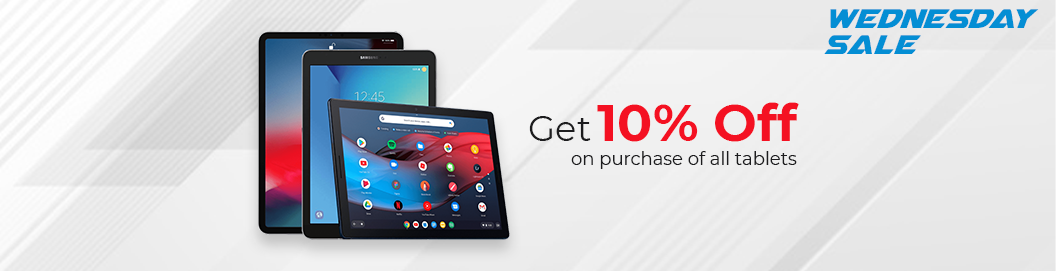 WEDNESDAY
SALE
SAMSUNG
12:45
Get 10% Off
on purchase of all tablets